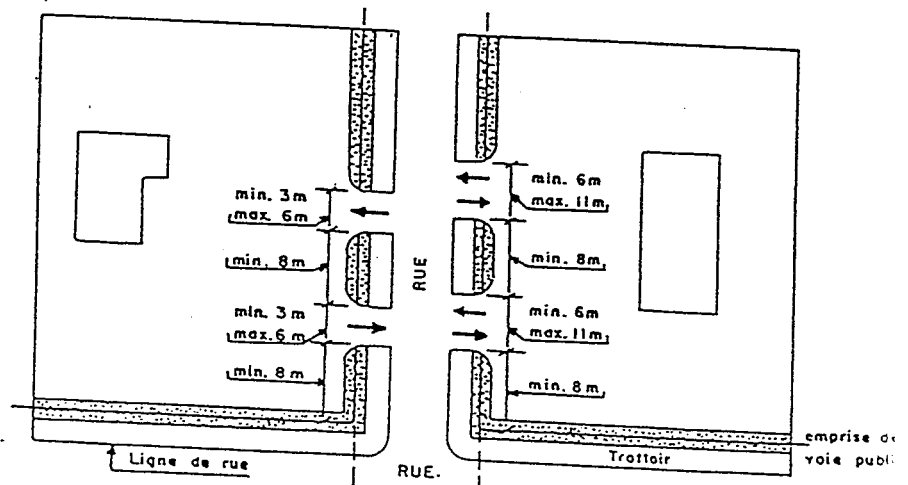 min. 3m
max. 6m
min. 8m
min. 3m
max. 6m
min. 8m
RUE
min. 6m
max. 11m
min. 8m
min. 6m
max. 11m
min. 8m
Ligne de rue
RUE.
Trottoir
emprise de
voie publi